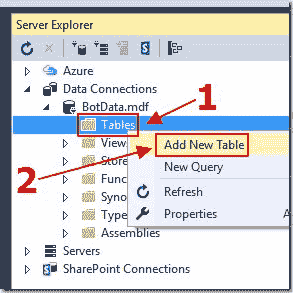 Server Explorer
Azure
Data Connections
BotData.mdf
1
Tables
2
Add New Table
View
New Query
Store
Func
Refresh
Syno
Type
Properties
A
Assemblies
Servers
SharePoint Connections